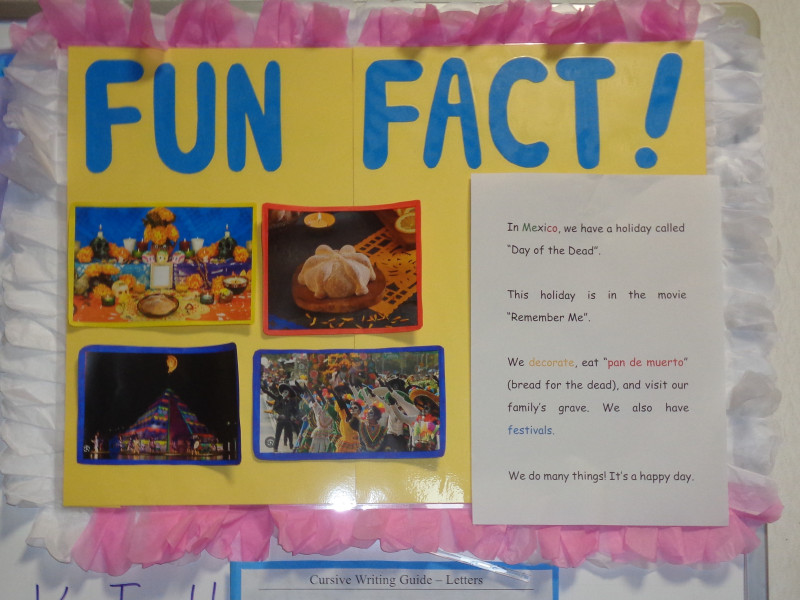 FUN FACT!
In Mexico, we have a holiday called
“Day of the Dead”.
This holiday is in the movie
“Remember Me”.
We decorate, eat “pan de muerto”
(bread for the dead), and visit our
family’s grave. We also have
festivals.
We do many things! It’s a happy day.
Cursive Writing Guide – Letters